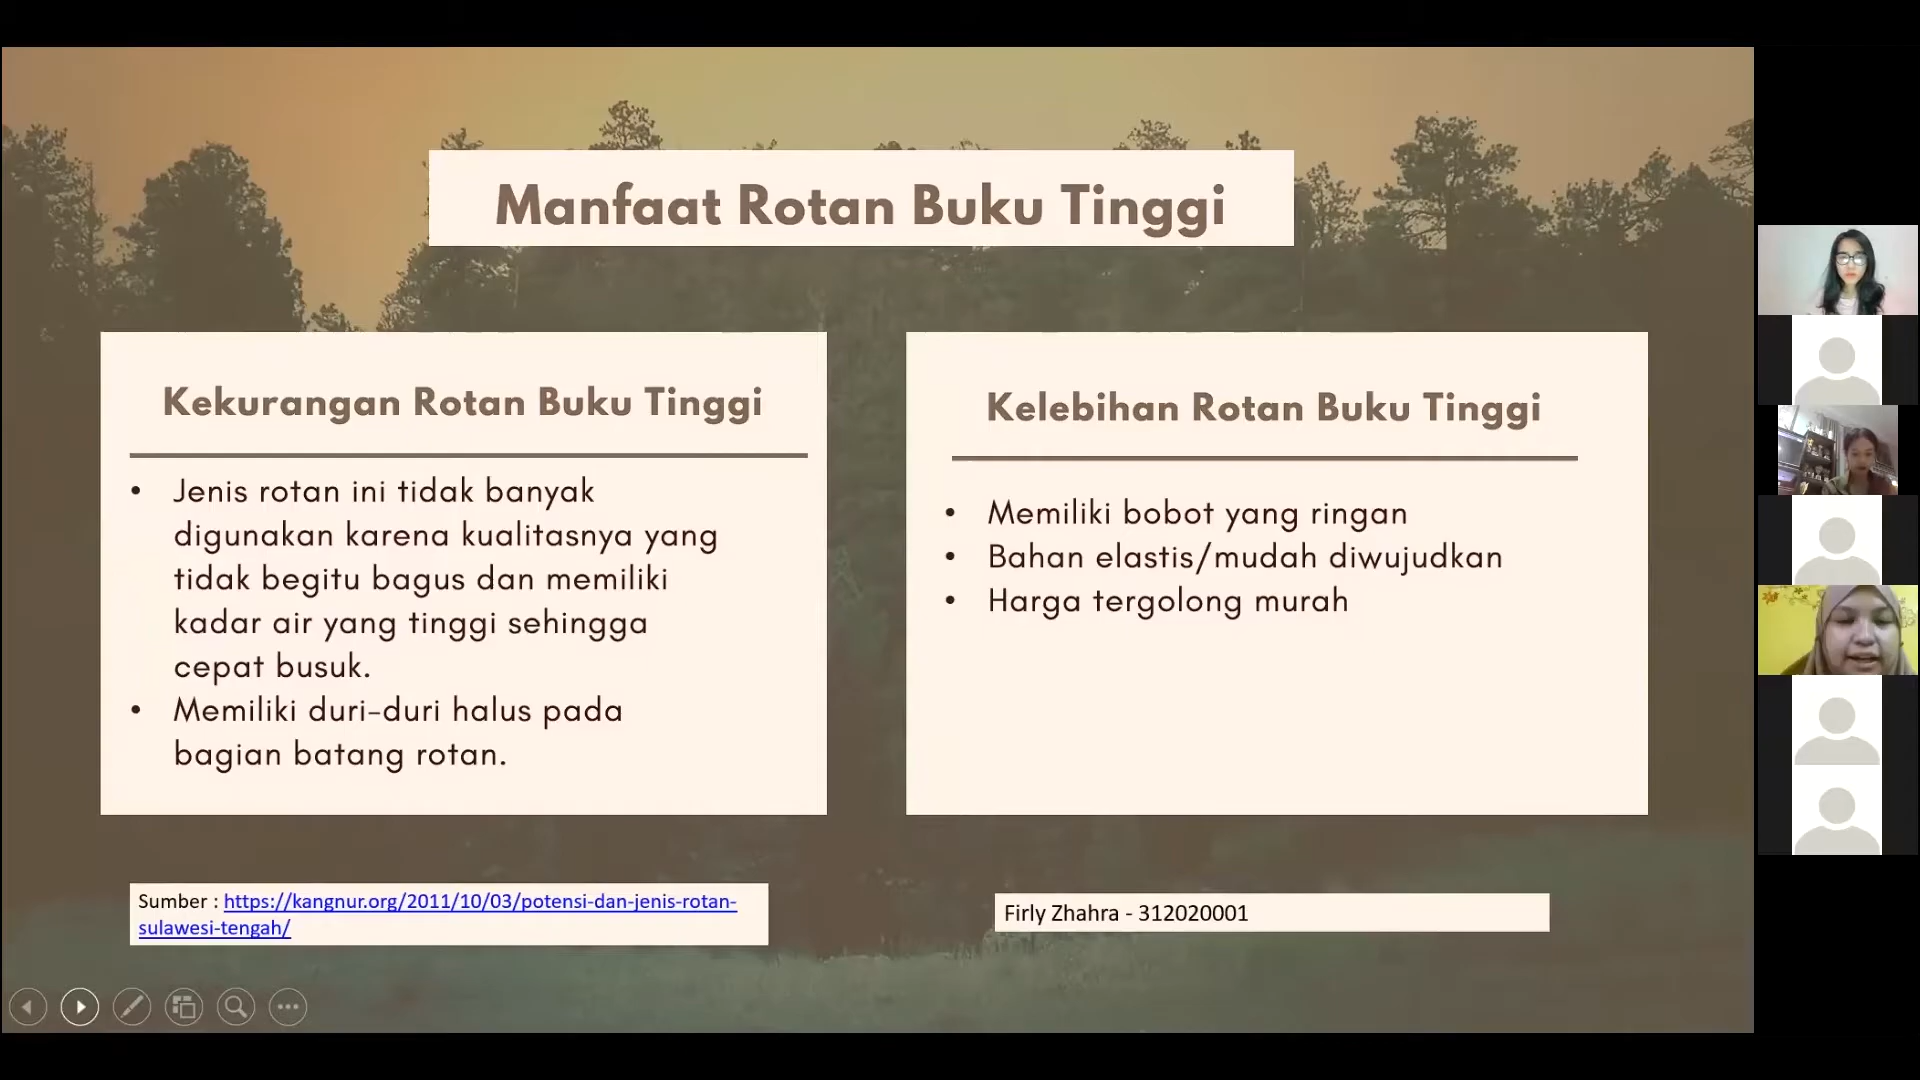 Manfaat Rotan Buku Tinggi
Kekurangan Rotan Buku Tinggi
• Jenis rotan ini tidak banyak
digunakan karena kualitasnya yang
tidak begitu bagus dan memiliki
kadar air yang tinggi sehingga
cepat busuk.
• Memiliki duri-duri halus pada
bagian batang rotan.
Kelebihan Rotan Buku Tinggi
• Memiliki bobot yang ringan
• Bahan elastis/mudah diwujudkan
• Harga tergolong murah
Sumber : https://kangnur.org/2011/10/03/potensi-dan-jenis-rotan-
sulawesi-tengah/
Firly Zhahra - 312020001